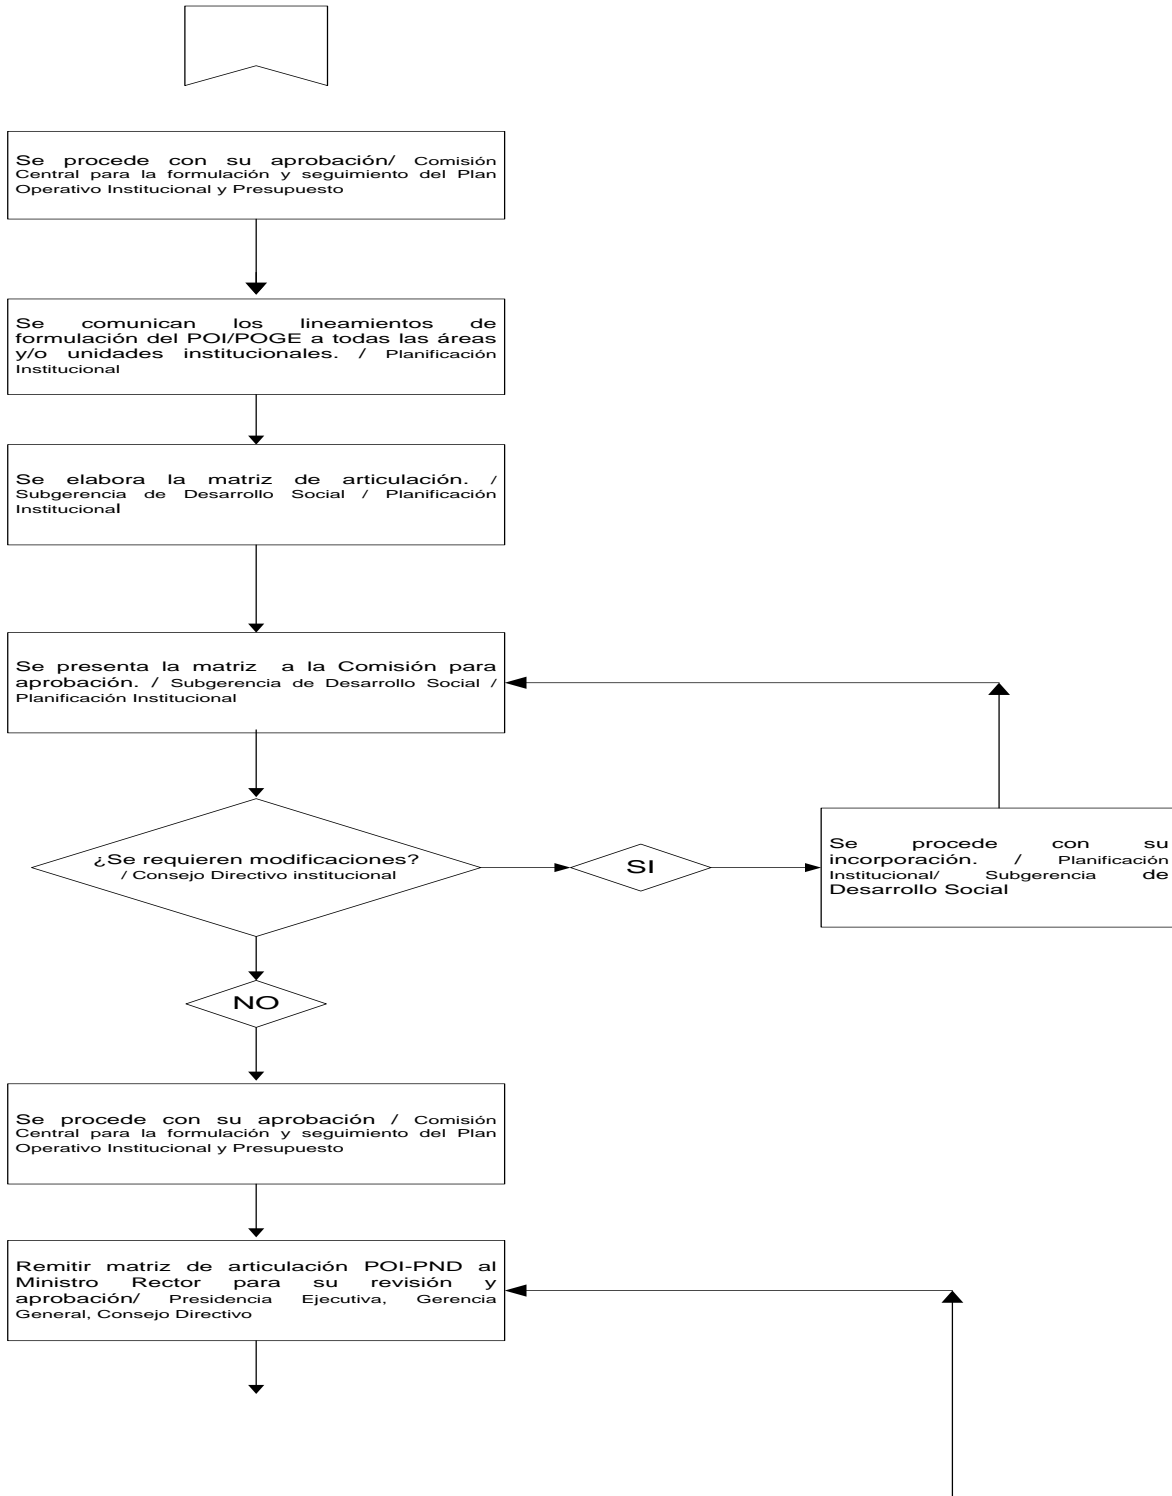 Se procede con su aprobación/ Comisión
Central para la formulación y seguimiento del Plan
Operativo Institucional y Presupuesto
Se comunican los lineamientos de
formulación del POI/POGE a todas las áreas
y/o unidades institucionales. / Planificación
Institucional
Se elabora la matriz de articulación. /
Subgerencia de Desarrollo Social / Planificación
Institucional
Se presenta la matriz a la Comisión para
aprobación. / Subgerencia de Desarrollo Social /
Planificación Institucional
¿Se requieren modificaciones?
/ Consejo Directivo institucional
SI
Se procede con su
incorporación. / Planificación
Institucional/ Subgerencia de
Desarrollo Social
NO
Se procede con su aprobación / Comisión
Central para la formulación y seguimiento del Plan
Operativo Institucional y Presupuesto
Remitir matriz de articulación POI-PND al
Ministro Rector para su revisión y
aprobación/ Presidencia Ejecutiva, Gerencia
General, Consejo Directivo